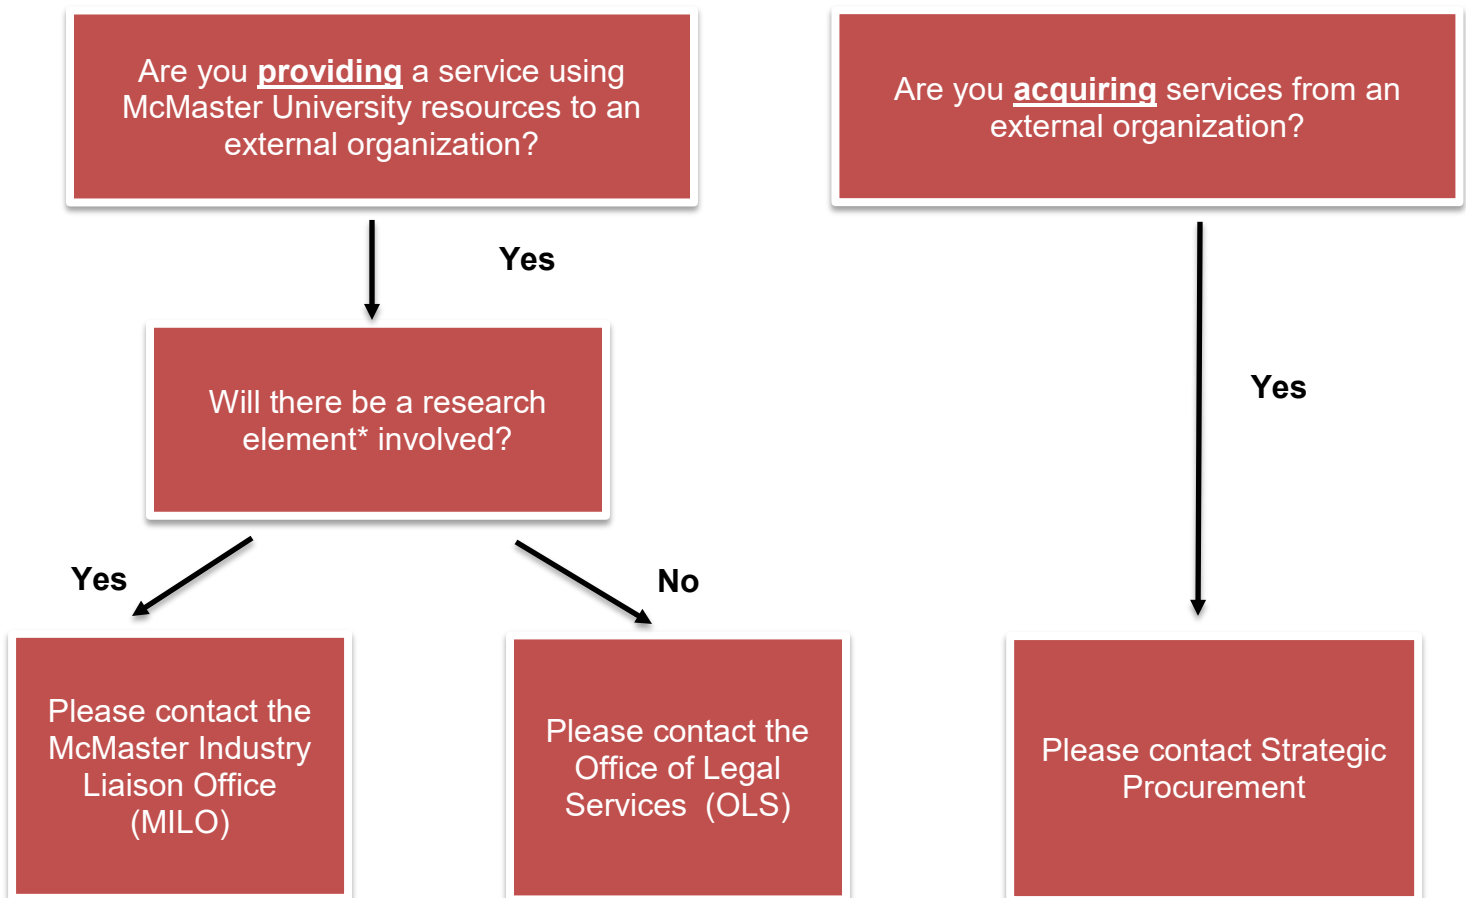 Are you providing a service using
McMaster University resources to an
external organization?
Are you acquiring services from an
external organization?
Yes
Yes
Will there be a research
element* involved?
Yes
No
Please contact the
McMaster Industry
Liaison Office
(MILO)
Please contact the
Office of Legal
Services  (OLS)
Please contact Strategic
Procurement